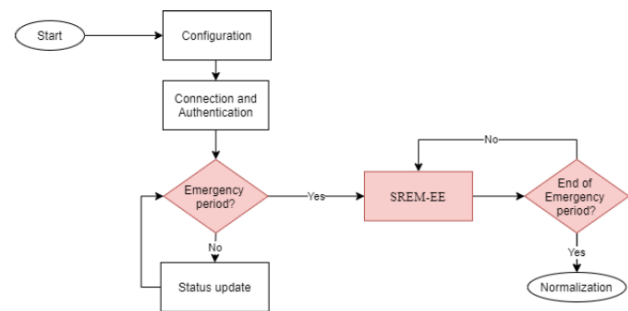 Start
Configuration
Connection and
Authentication
Emergency
period?
Yes
No
Status update
SREM-EE
No
End of
Emergency
period?
Yes
Normalization